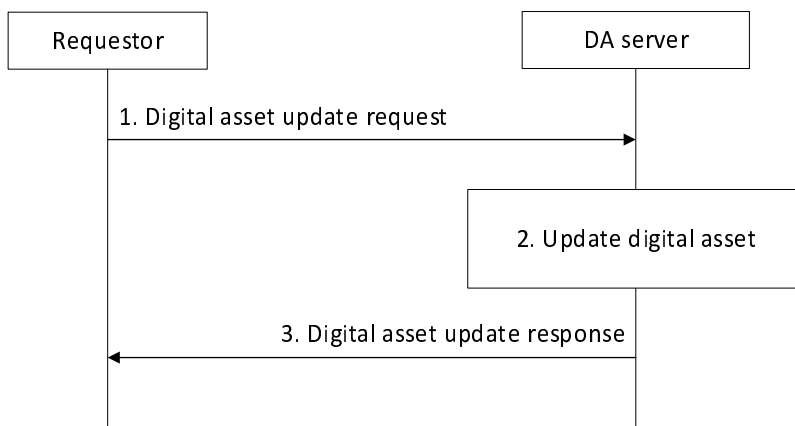 Requestor
DA server
1. Digital asset update request
2. Update digital asset
3. Digital asset update response